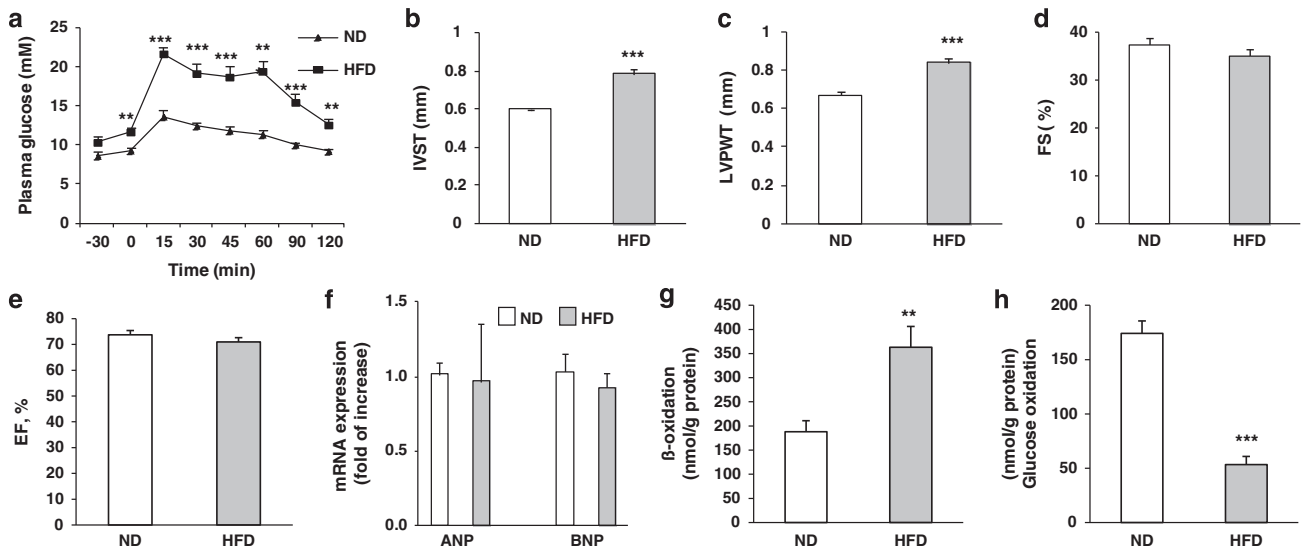 a
Plasma glucose (mM)
25
20
15
10
5
0
ND
HFD
**
***
***
***
**
***
**
-30 0 15 30 45 60 90 120
Time (min)
b
IVST (mm)
1
0.8
0.6
0.4
0.2
0
***
ND HFD
c
LVPWT (mm)
1
0.8
0.6
0.4
0.2
0
***
ND HFD
d
FS( %)
40
30
20
10
0
ND HFD
e
EF, %
80
70
60
50
40
30
20
10
0
ND HFD
f
mRNA expression
(fold of increase)
1.5
1.0
0.5
0.0
ND HFD
ANP BNP
g
ß-oxidation
(nmol/g protein)
450
400
350
300
250
200
150
100
50
0
**
ND HFD
h
(nmol/g protein)
Glucose oxidation
200
150
100
50
0
***
ND HFD